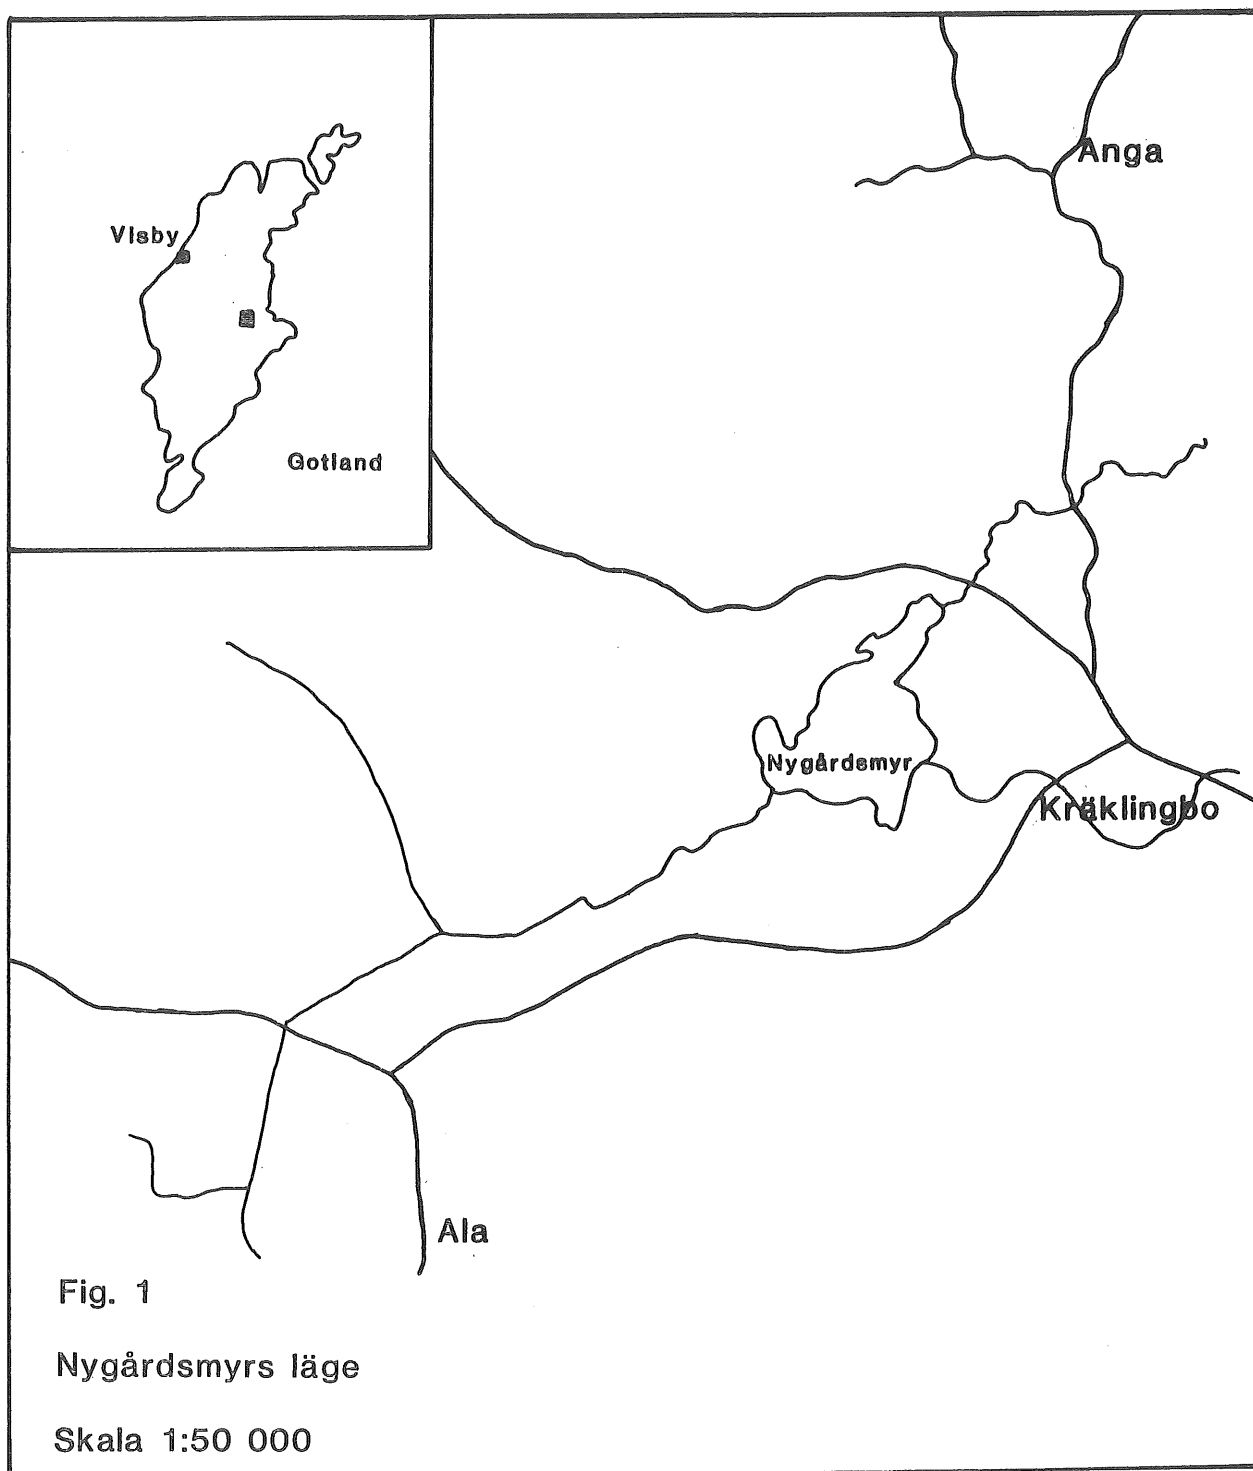 Anga
Visby
Gotland
Nygårdsmyr
Kräklingbo
Ala
Fig. 1
Nygårdsmyrs läge
Skala 1:50 000